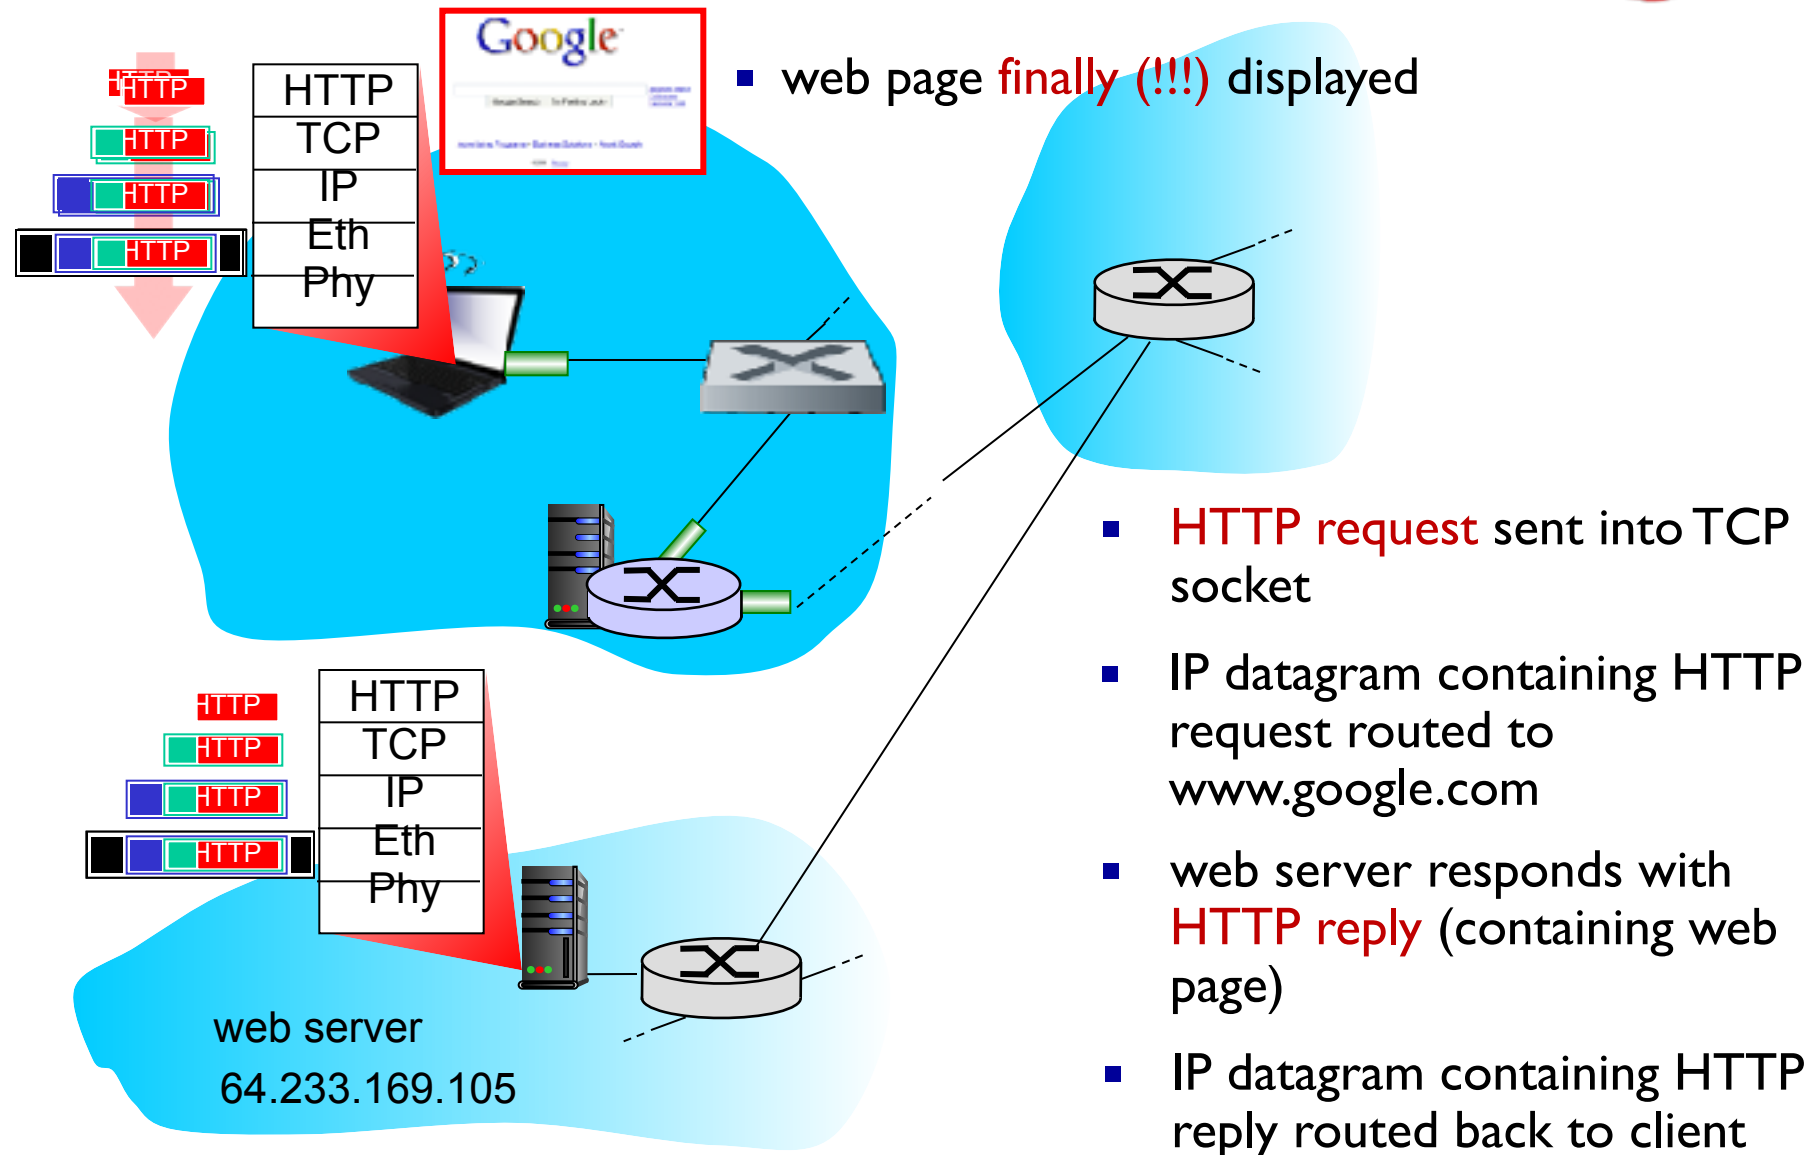 Google
web page finally (!!!) displayed
HTTP
HTTP
HTTP
HTTP
HTTP
HTTP
TCP
IP
Eth
Phy
HTTP request sent into TCP
socket
IP datagram containing HTTP
request routed to
www.google.com
web server responds with
HTTP reply (containing web
page)
IP datagram containing HTTP
reply routed back to client
HTTP
HTTP
HTTP
HTTP
HTTP
TCP
IP
Eth
Phy
web server
64.233.169.105